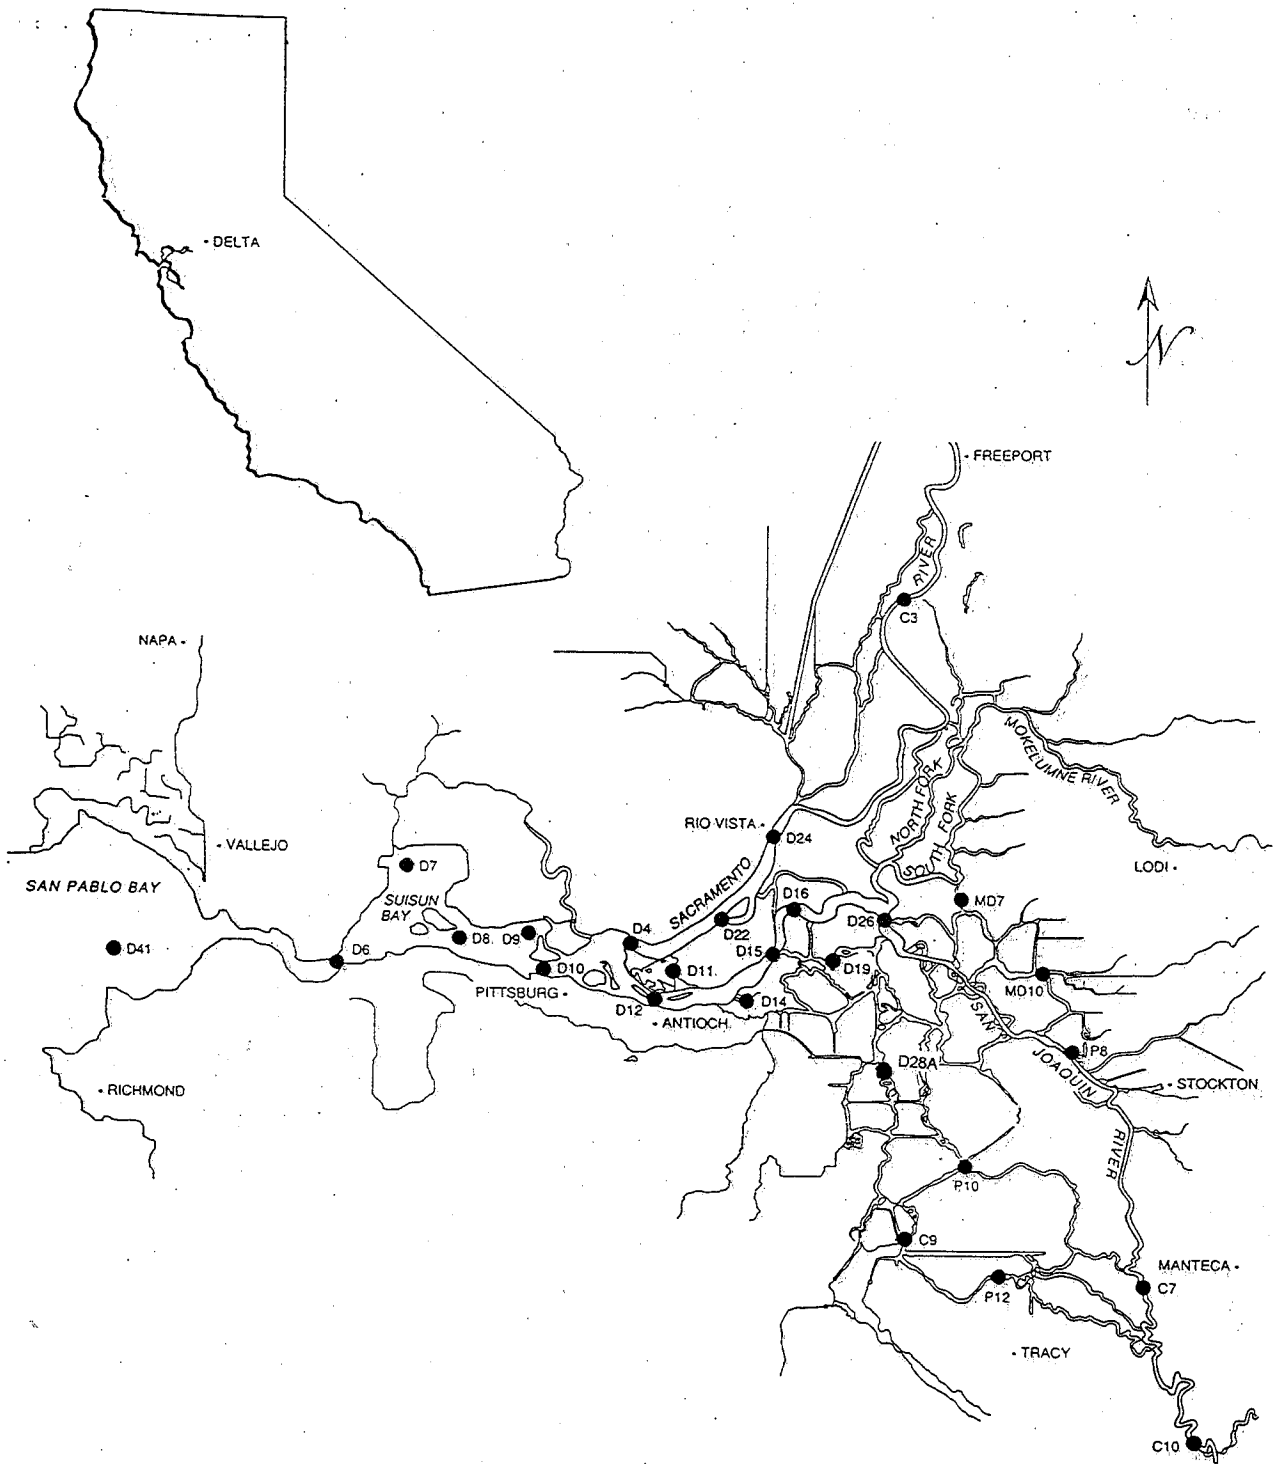 DELTA
N
FREEPORT
RIVER
C3
NAPA
MOKELUMNE RIVER
NORTH FORK
SOUTH FORK
RIO VISTA
D24
VALLEJO
LODI
SAN PABLO BAY
D7
SUISUN
BAY
SACRAMENTO
D16
MD7
D4
D22
D26
D41
D6
D8
D9
D15
D10
D11
D19
MD10
PITTSBURG
D12
D14
ANTIOCH
SAN
JOAQUIN
RIVER
P8
D28A
RICHMOND
STOCKTON
P10
C9
MANTECA
P12
C7
TRACY
C10